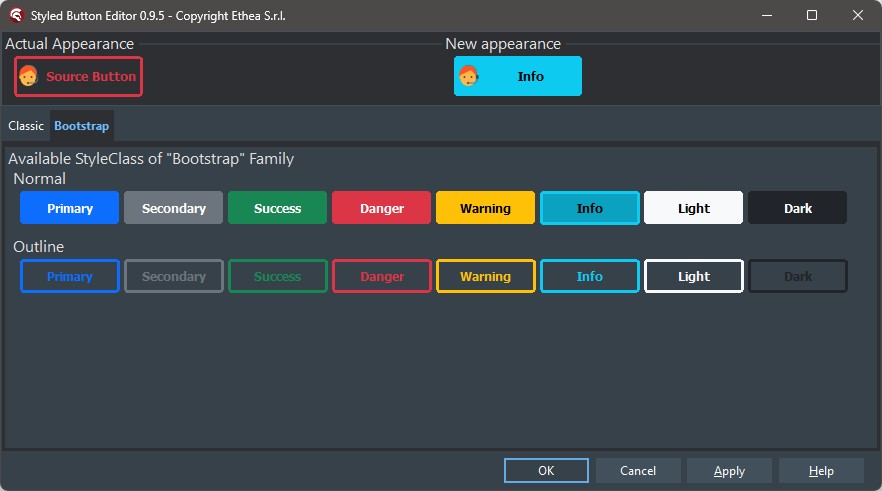 Styled Button Editor 0.9.5 - Copyright Ethea S.r.l.
Actual Appearance New appearance
Source Button Info
Classic Bootstrap
Available StyleClass of "Bootstrap" Family
Normal
Primary Secondary Success Danger Warning Info Light Dark
Outline
Primary Secondary Success Danger Warning Info Light Dark
OK Cancel Apply Help